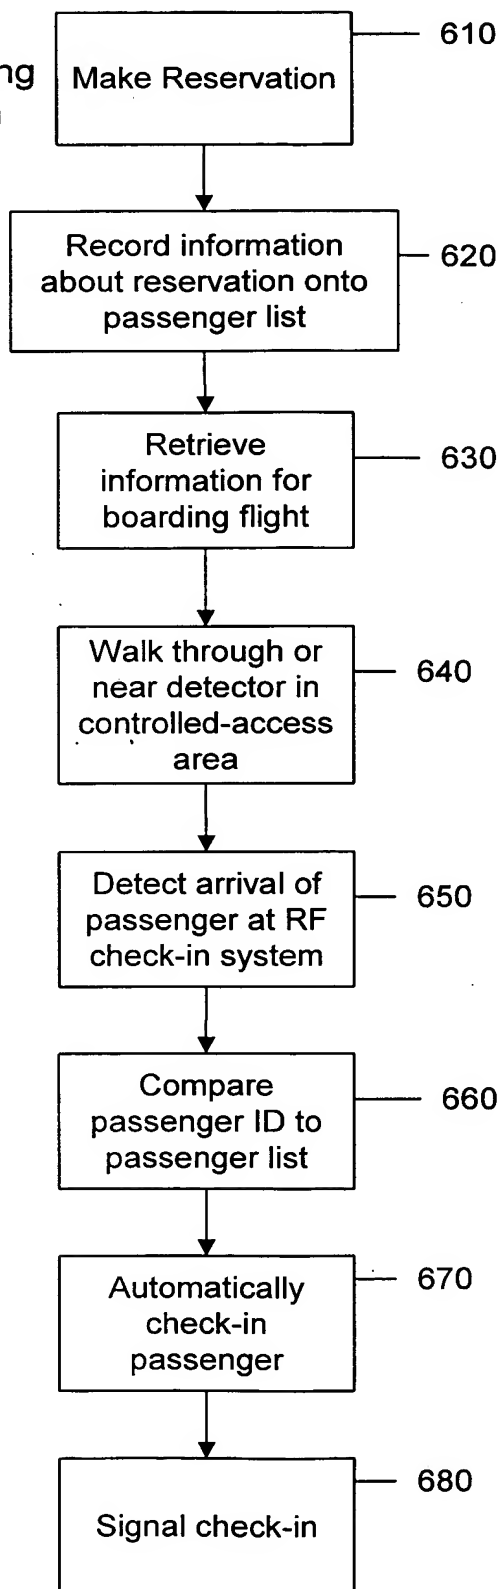 610
ng
Make Reservation
Record information
about reservation onto
passenger list
620
Retrieve
information for
boarding flight
630
Walk through or
near detector in
controlled-access
area
640
Detect arrival of
passenger at RF
check-in system
650
Compare
passenger ID to
passenger list
660
Automatically
check-in
passenger
670
Signal check-in
680